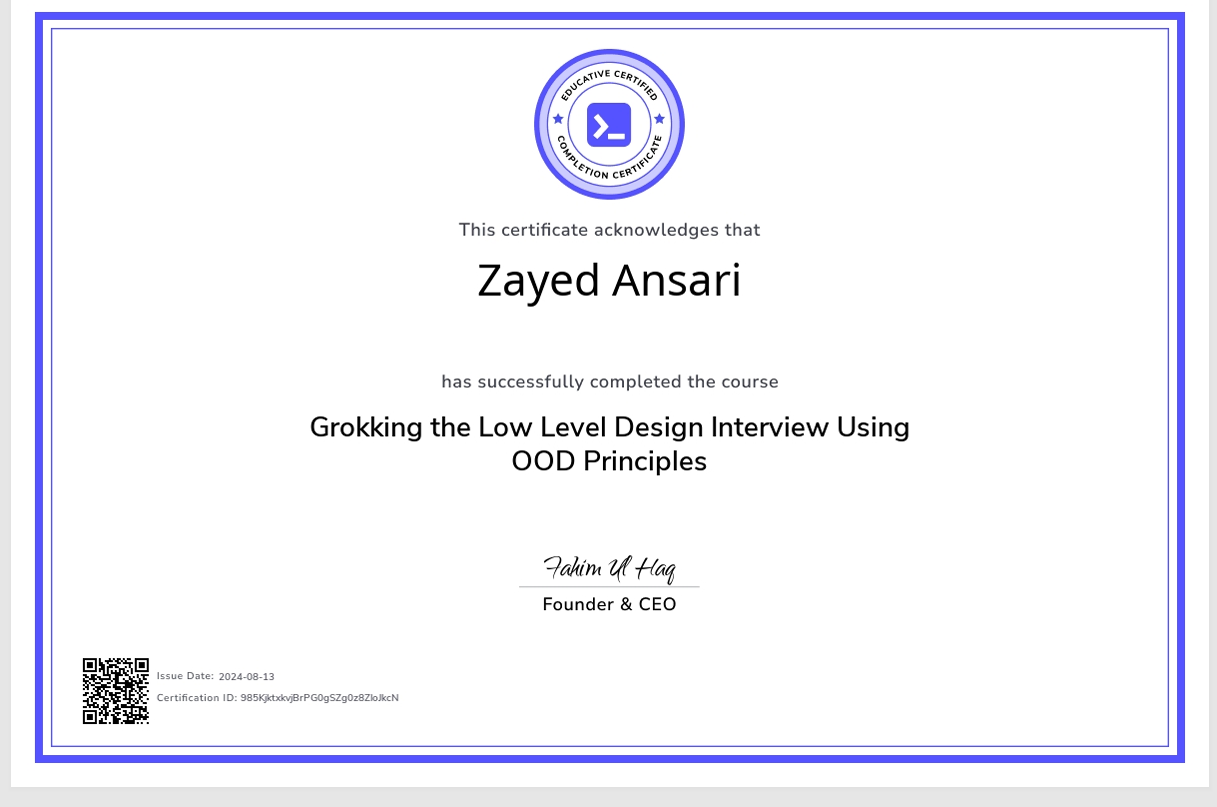 EDUCATIVE CERTIFIED
COMPLETION CERTIFICATE
This certificate acknowledges that
Zayed Ansari
has successfully completed the course
Grokking the Low Level Design Interview Using
OOD Principles
Fahim Ul Haq
Founder & CEO
Issue Date: 2024-08-13
Certification ID: 985KjktxkvjBrPG0gSZg0z8ZloJkcN